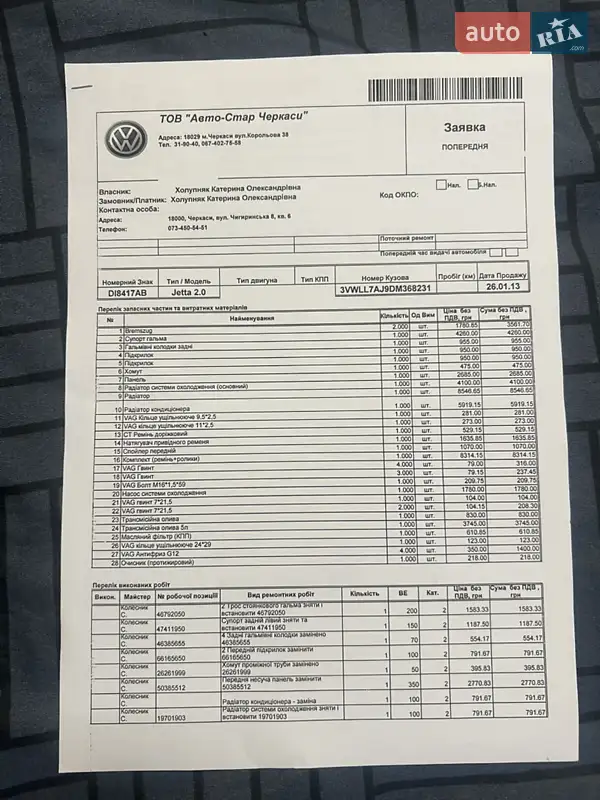 auto RIA .com
ТОВ "Авто-Стар Черкаси"
Адреса: 18029 м.Черкаси вул.Корольова 38
Тел. 31-90-40, 067-402-76-58
Заявка
ПОПЕРЕДНЯ
Власник: Холупняк Катерина Олександрівна
Замовник/Платник: Холупняк Катерина Олександрівна
Контактна особа:
Код ОКПО: Нал. Б.Нал.
Адреса: 18000, Черкаси, вул. Чигиринська 8, кв. 6
Телефон: 073-450-84-51
Поточний ремонт
Попередній час видачі автомобіля
Номерний Знак Тип / Модель Тип двигуна Тип КПП Номер Кузова Пробіг (км) Дата Продажу
DI8417AB Jetta 2.0 3VWLL7AJ9DM368231 26.01.13
Перелік запасних частин та витратних матеріалів
№ Найменування Кількість Од Вим Ціна без ПДВ, грн Сума без ПДВ , грн
1 Bremszug 2.000 шт. 1780.85 3561.70
2 Супорт гальма 1.000 шт. 4260.00 4260.00
3 Гальмівні колодки задні 1.000 шт. 955.00 955.00
4 Підкрилок 1.000 шт. 950.00 950.00
5 Підкрилок 1.000 шт. 950.00 950.00
6 Хомут 1.000 шт. 475.00 475.00
7 Панель 1.000 шт. 2685.00 2685.00
8 Радіатор системи охолодження (основний) 1.000 шт. 4100.00 4100.00
9 Радіатор 1.000 шт. 8546.65 8546.65
10 Радіатор кондиціонера 1.000 шт. 5919.15 5919.15
11 VAG Кільце ущільнююче 9,5*2,5 1.000 шт. 281.00 281.00
12 VAG кільце ущільнююче 11*2,5 1.000 шт. 273.00 273.00
13 СТ Ремінь доріжковий 1.000 шт. 529.15 529.15
14 Натягувач привідного ременя 1.000 шт. 1635.85 1635.85
15 Спойлер передній 1.000 шт. 1070.00 1070.00
16 Комплект (ремінь+ролики) 1.000 шт. 8314.15 8314.15
17 VAG Гвинт 4.000 шт. 79.00 316.00
18 VAG Гвинт 3.000 шт. 79.15 237.45
19 VAG Болт M16*1,5*59 1.000 шт. 209.75 209.75
20 Насос системи охолодження 1.000 шт. 1780.00 1780.00
21 VAG гвинт 7*21,5 1.000 шт. 104.00 104.00
22 VAG гвинт 7*21,5 2.000 шт. 104.15 208.30
23 Трансмісійна олива 1.000 шт. 830.00 830.00
24 Трансмісійна олива 5л 1.000 шт. 3745.00 3745.00
25 Масляний фільтр (КПП) 1.000 шт. 610.85 610.85
26 VAG кільце ущільнююче 24*29 1.000 шт. 123.00 123.00
27 VAG Антифриз G12 4.000 шт. 350.00 1400.00
28 Очисник (протижировий) 1.000 шт. 218.00 218.00
Перелік виконаних робіт
Викон. Майстер № робочої позиції Вид ремонтних робіт Кількість ВЕ Кат. Ціна без ПДВ, грн Сума без ПДВ , грн
Колесник С. 46792050 2 Трос стоянкового гальма зняти і встановити 46792050 1 200 2 1583.33 1583.33
Колесник С. 47411950 Супорт задній лівий зняти та встановити 47411950 1 150 2 1187.50 1187.50
Колесник С. 46365655 4 Задні гальмівні колодки замінено 46365655 1 70 2 554.17 554.17
Колесник С. 66165650 2 Передній підкрилок замінити 66165650 1 100 2 791.67 791.67
Колесник С. 26261999 Хомут проміжної труби замінено 26261999 1 50 2 395.83 395.83
Колесник С. 50385512 Передня несуча панель замінити 50385512 1 350 2 2770.83 2770.83
Колесник С. Радіатор кондиціонера - заміна 1 100 2 791.67 791.67
Колесник С. 19701903 Радіатор системи охолодження зняти і встановити 19701903 1 100 2 791.67 791.67